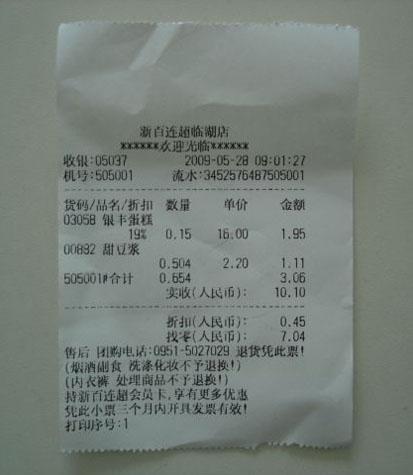 新百连超临湖店
******欢迎光临******
收银:05037 2009-05-28 09:01:27
机号:505001 流水:3452576487505001
货码/品名/折扣 数量 单价 金额
03058 银丰蛋糕
19% 0.15 16.00 1.95
00892 甜豆浆
0.504 2.20 1.11
505001#合计 0.654 3.06
实收(人民币): 10.10
折扣(人民币): 0.45
找零(人民币): 7.04
售后 团购电话:0951-5027029 退货凭此票!
(烟酒副食 洗涤化妆不予退换!)
(内衣裤 处理商品不予退换!)
持新百连超会员卡,享有更多优惠
凭此小票三个月内开具发票有效!
打印序号:1